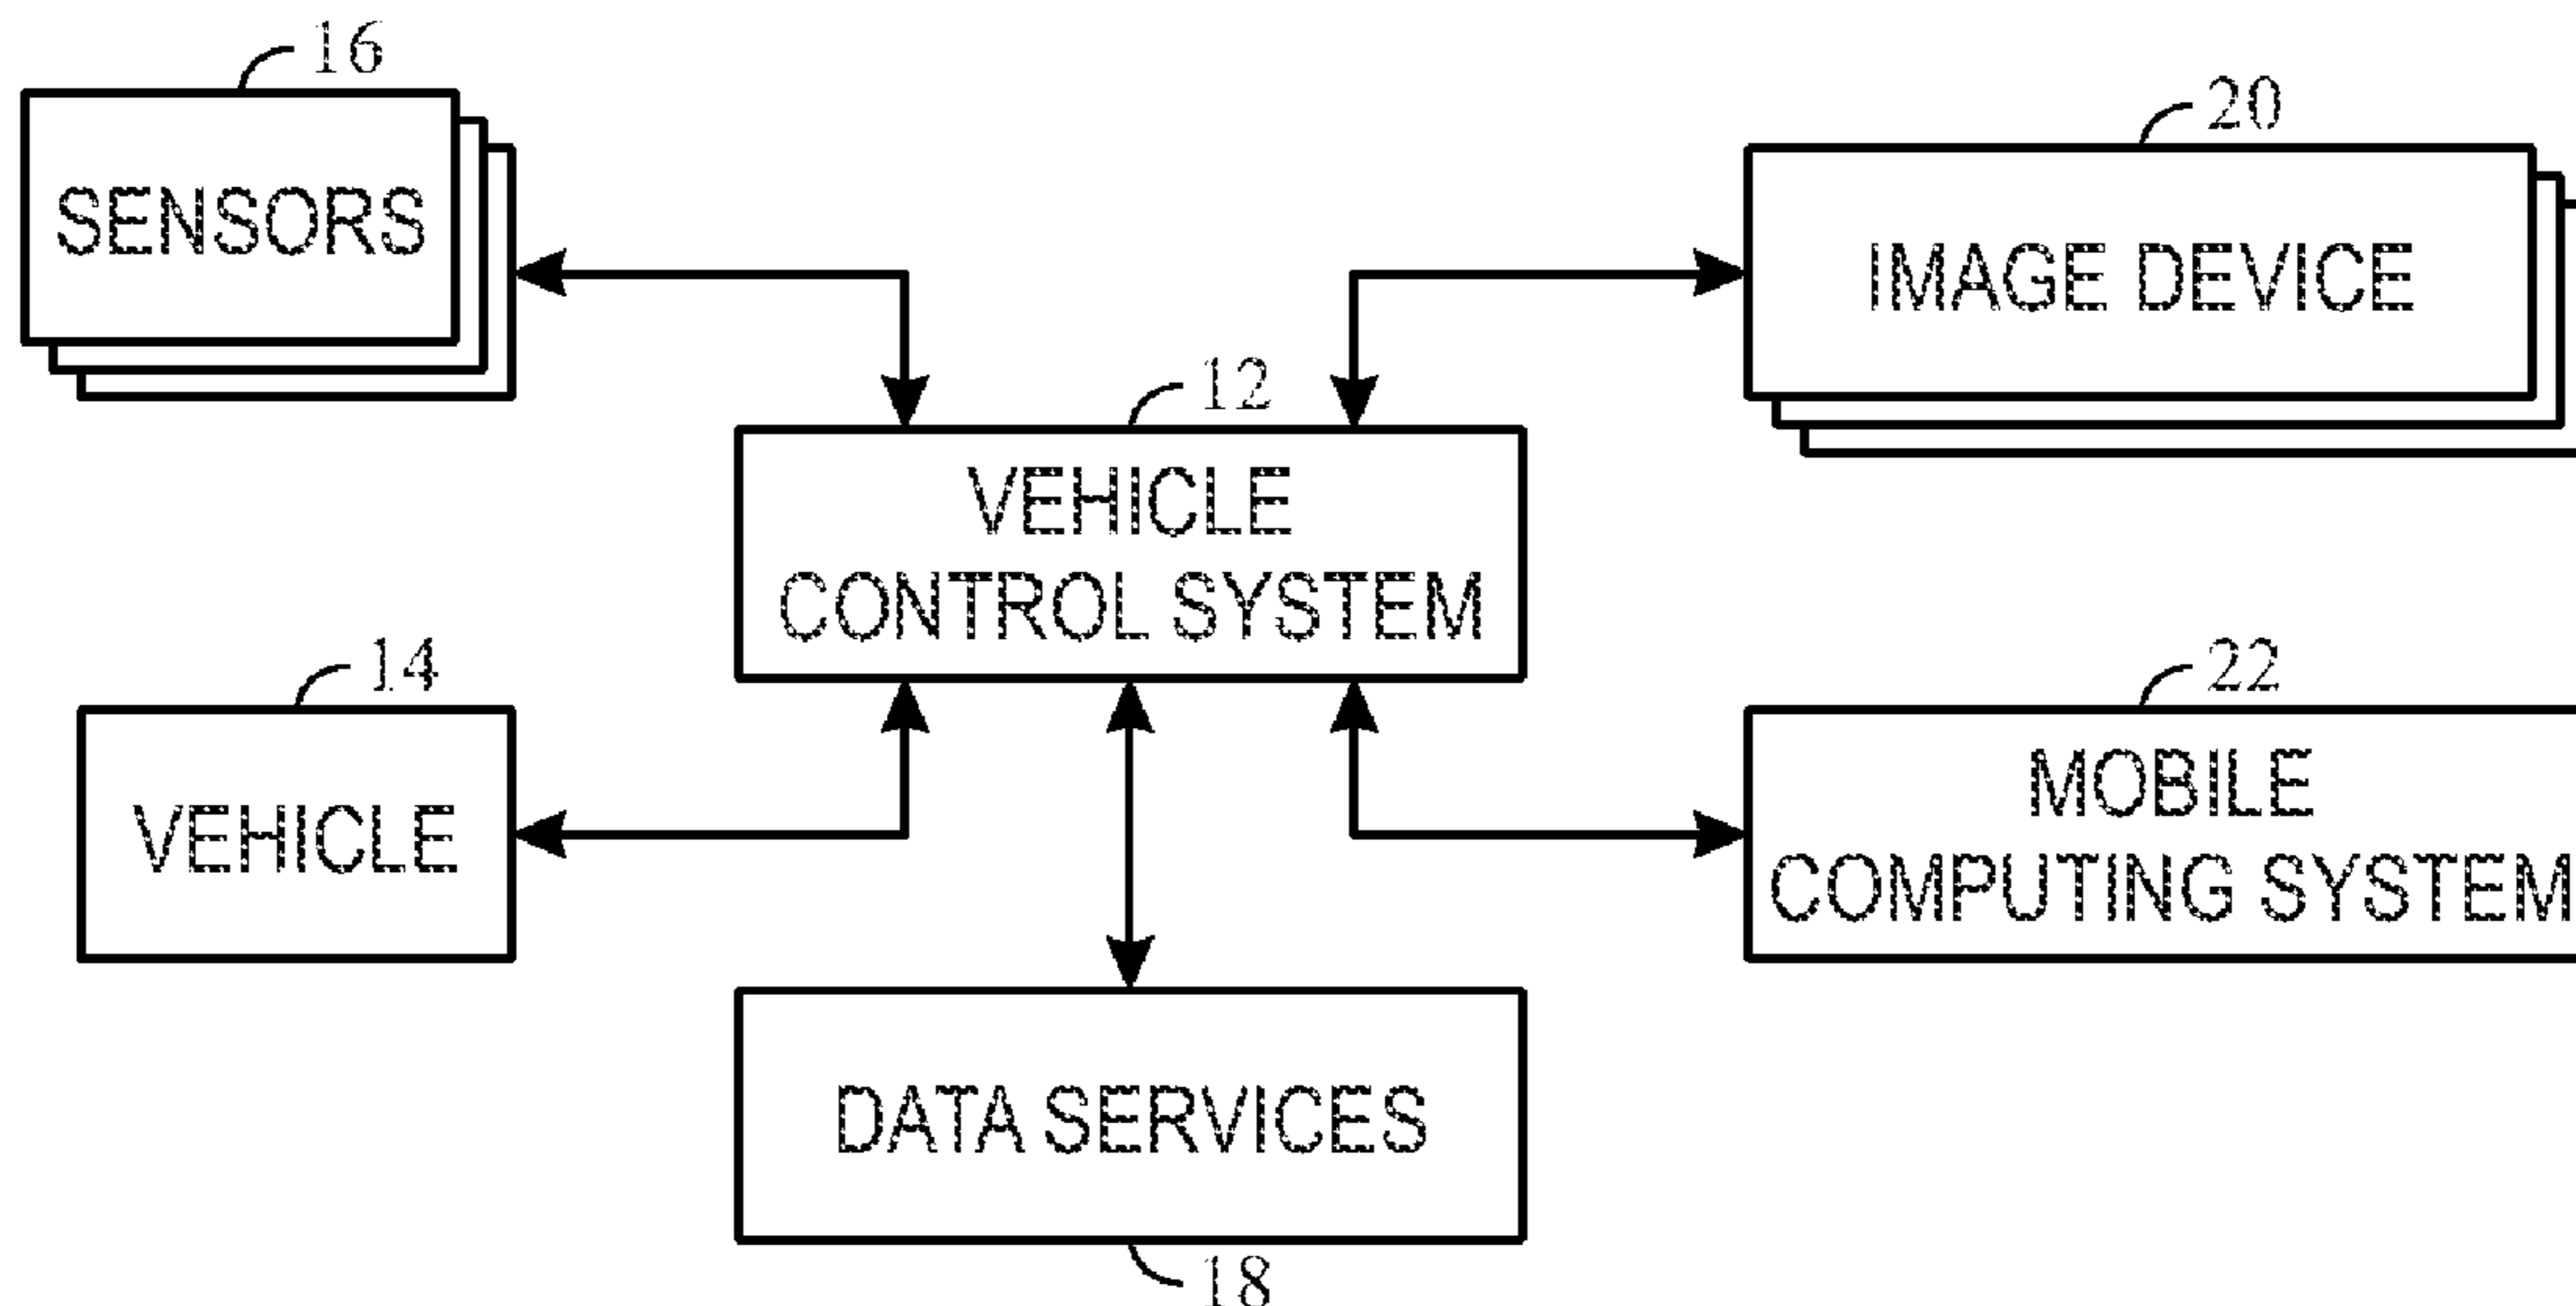 16
SENSORS
20
IMAGE DEVICE
12
VEHICLE
CONTROL SYSTEM
14
VEHICLE
22
MOBILE
COMPUTING SYSTEM
DATA SERVICES
18